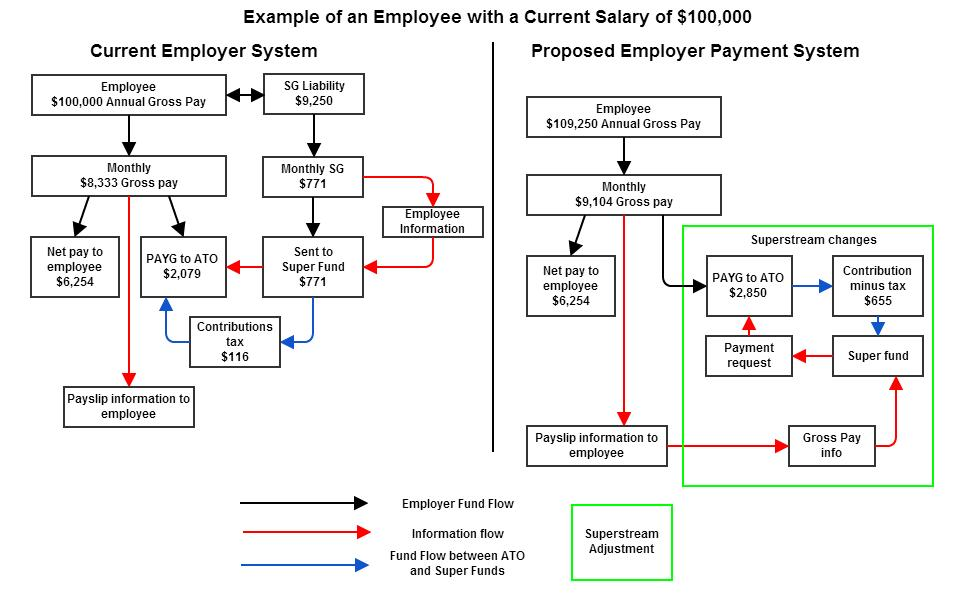 Example of an Employee with a Current Salary of $100,000
Current Employer System
Employee
$100,000 Annual Gross Pay
SG Liability
$9,250
Monthly
$8,333 Gross pay
Monthly SG
$771
Employee
Information
Net pay to
employee
$6,254
PAYG to ATO
$2,079
Sent to
Super Fund
$771
Contributions
tax
$116
Payslip information to
employee
Proposed Employer Payment System
Employee
$109,250 Annual Gross Pay
Monthly
$9,104 Gross pay
Superstream changes
Net pay to
employee
$6,254
PAYG to ATO
$2,850
Contribution
minus tax
$655
Payment
request
Super fund
Payslip information to
employee
Gross Pay
info
Employer Fund Flow
Information flow
Fund Flow between ATO
and Super Funds
Superstream
Adjustment